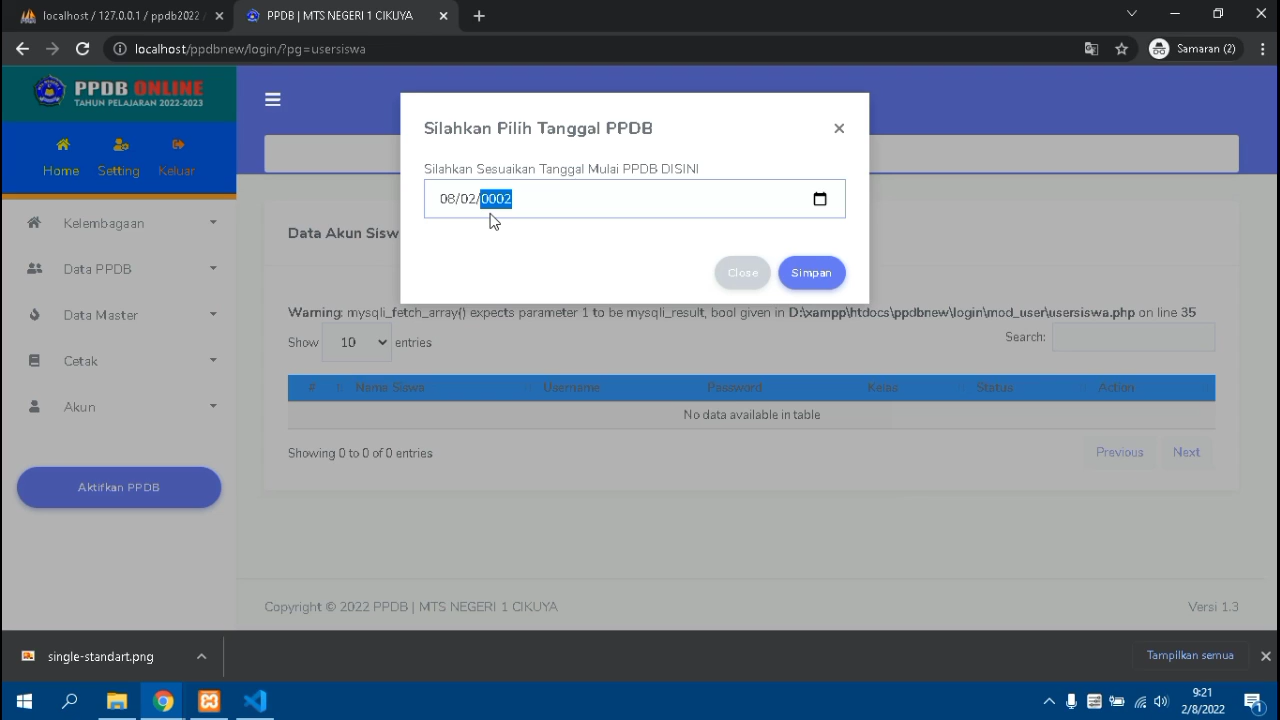 localhost / 127.0.0.1 / ppdb2022
PPDB | MTS NEGERI 1 CIKUYA
localhost/ppdbnew/login/?pg=usersiswa
Samaran (2)
PPDB ONLINE
TAHUN PELAJARAN 2022-2023
Home
Setting
Keluar
Kelembagaan
Data PPDB
Data Master
Cetak
Akun
Aktifkan PPDB
Silahkan Pilih Tanggal PPDB
×
Silahkan Sesuaikan Tanggal Mulai PPDB DISINI
08/02/0002
Close
Simpan
Data Akun Sisw
Warning: mysqli_fetch_array() expects parameter 1 to be mysqli_result, bool given in D:\xampp\htdocs\ppdbnew\login\mod_user\usersiswa.php on line 35
Show 10 entries
Search:
# Nama Siswa Username Password Kelas Status Action
No data available in table
Showing 0 to 0 of 0 entries
Previous
Next
Copyright © 2022 PPDB | MTS NEGERI 1 CIKUYA
Versi 1.3
single-standart.png
Tampilkan semua
9:21
2/8/2022
1